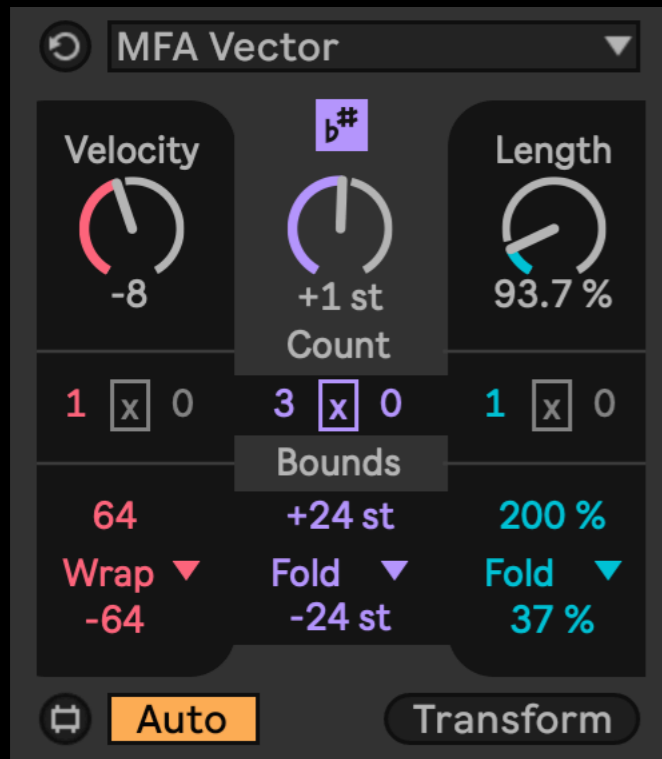 MFA Vector
♭♯
Velocity Length
-8 +1 st 93.7 %
Count
1 x 0 3 x 0 1 x 0
Bounds
64 +24 st 200 %
Wrap Fold Fold
-64 -24 st 37 %
Auto Transform